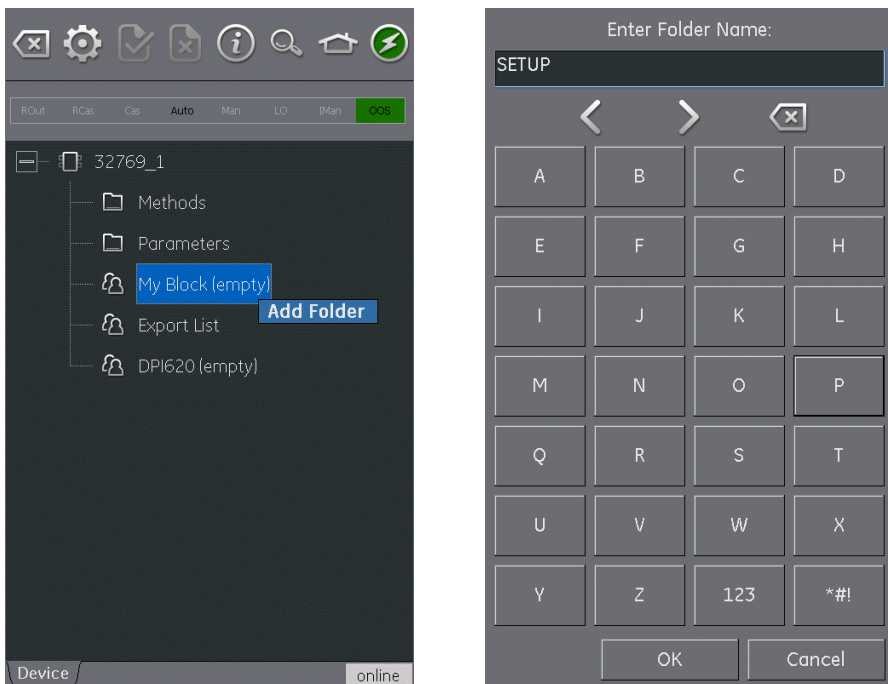 ROut RCas Cas Auto Man LO IMan OOS
32769_1
Methods
Parameters
My Block (empty)
Add Folder
Export List
DPI620 (empty)
Device
online
Enter Folder Name:
SETUP
A B C D
E F G H
I J K L
M N O P
Q R S T
U V W X
Y Z 123 *#!
OK Cancel